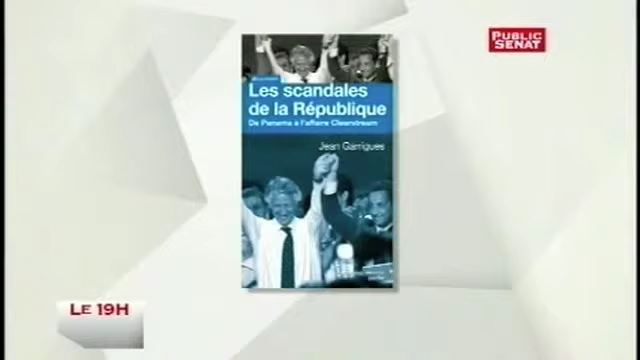 PUBLIC
SENAT
Les scandales
de la République
De Panama à l'affaire Clearstream
Jean Garrigues
LE 19H